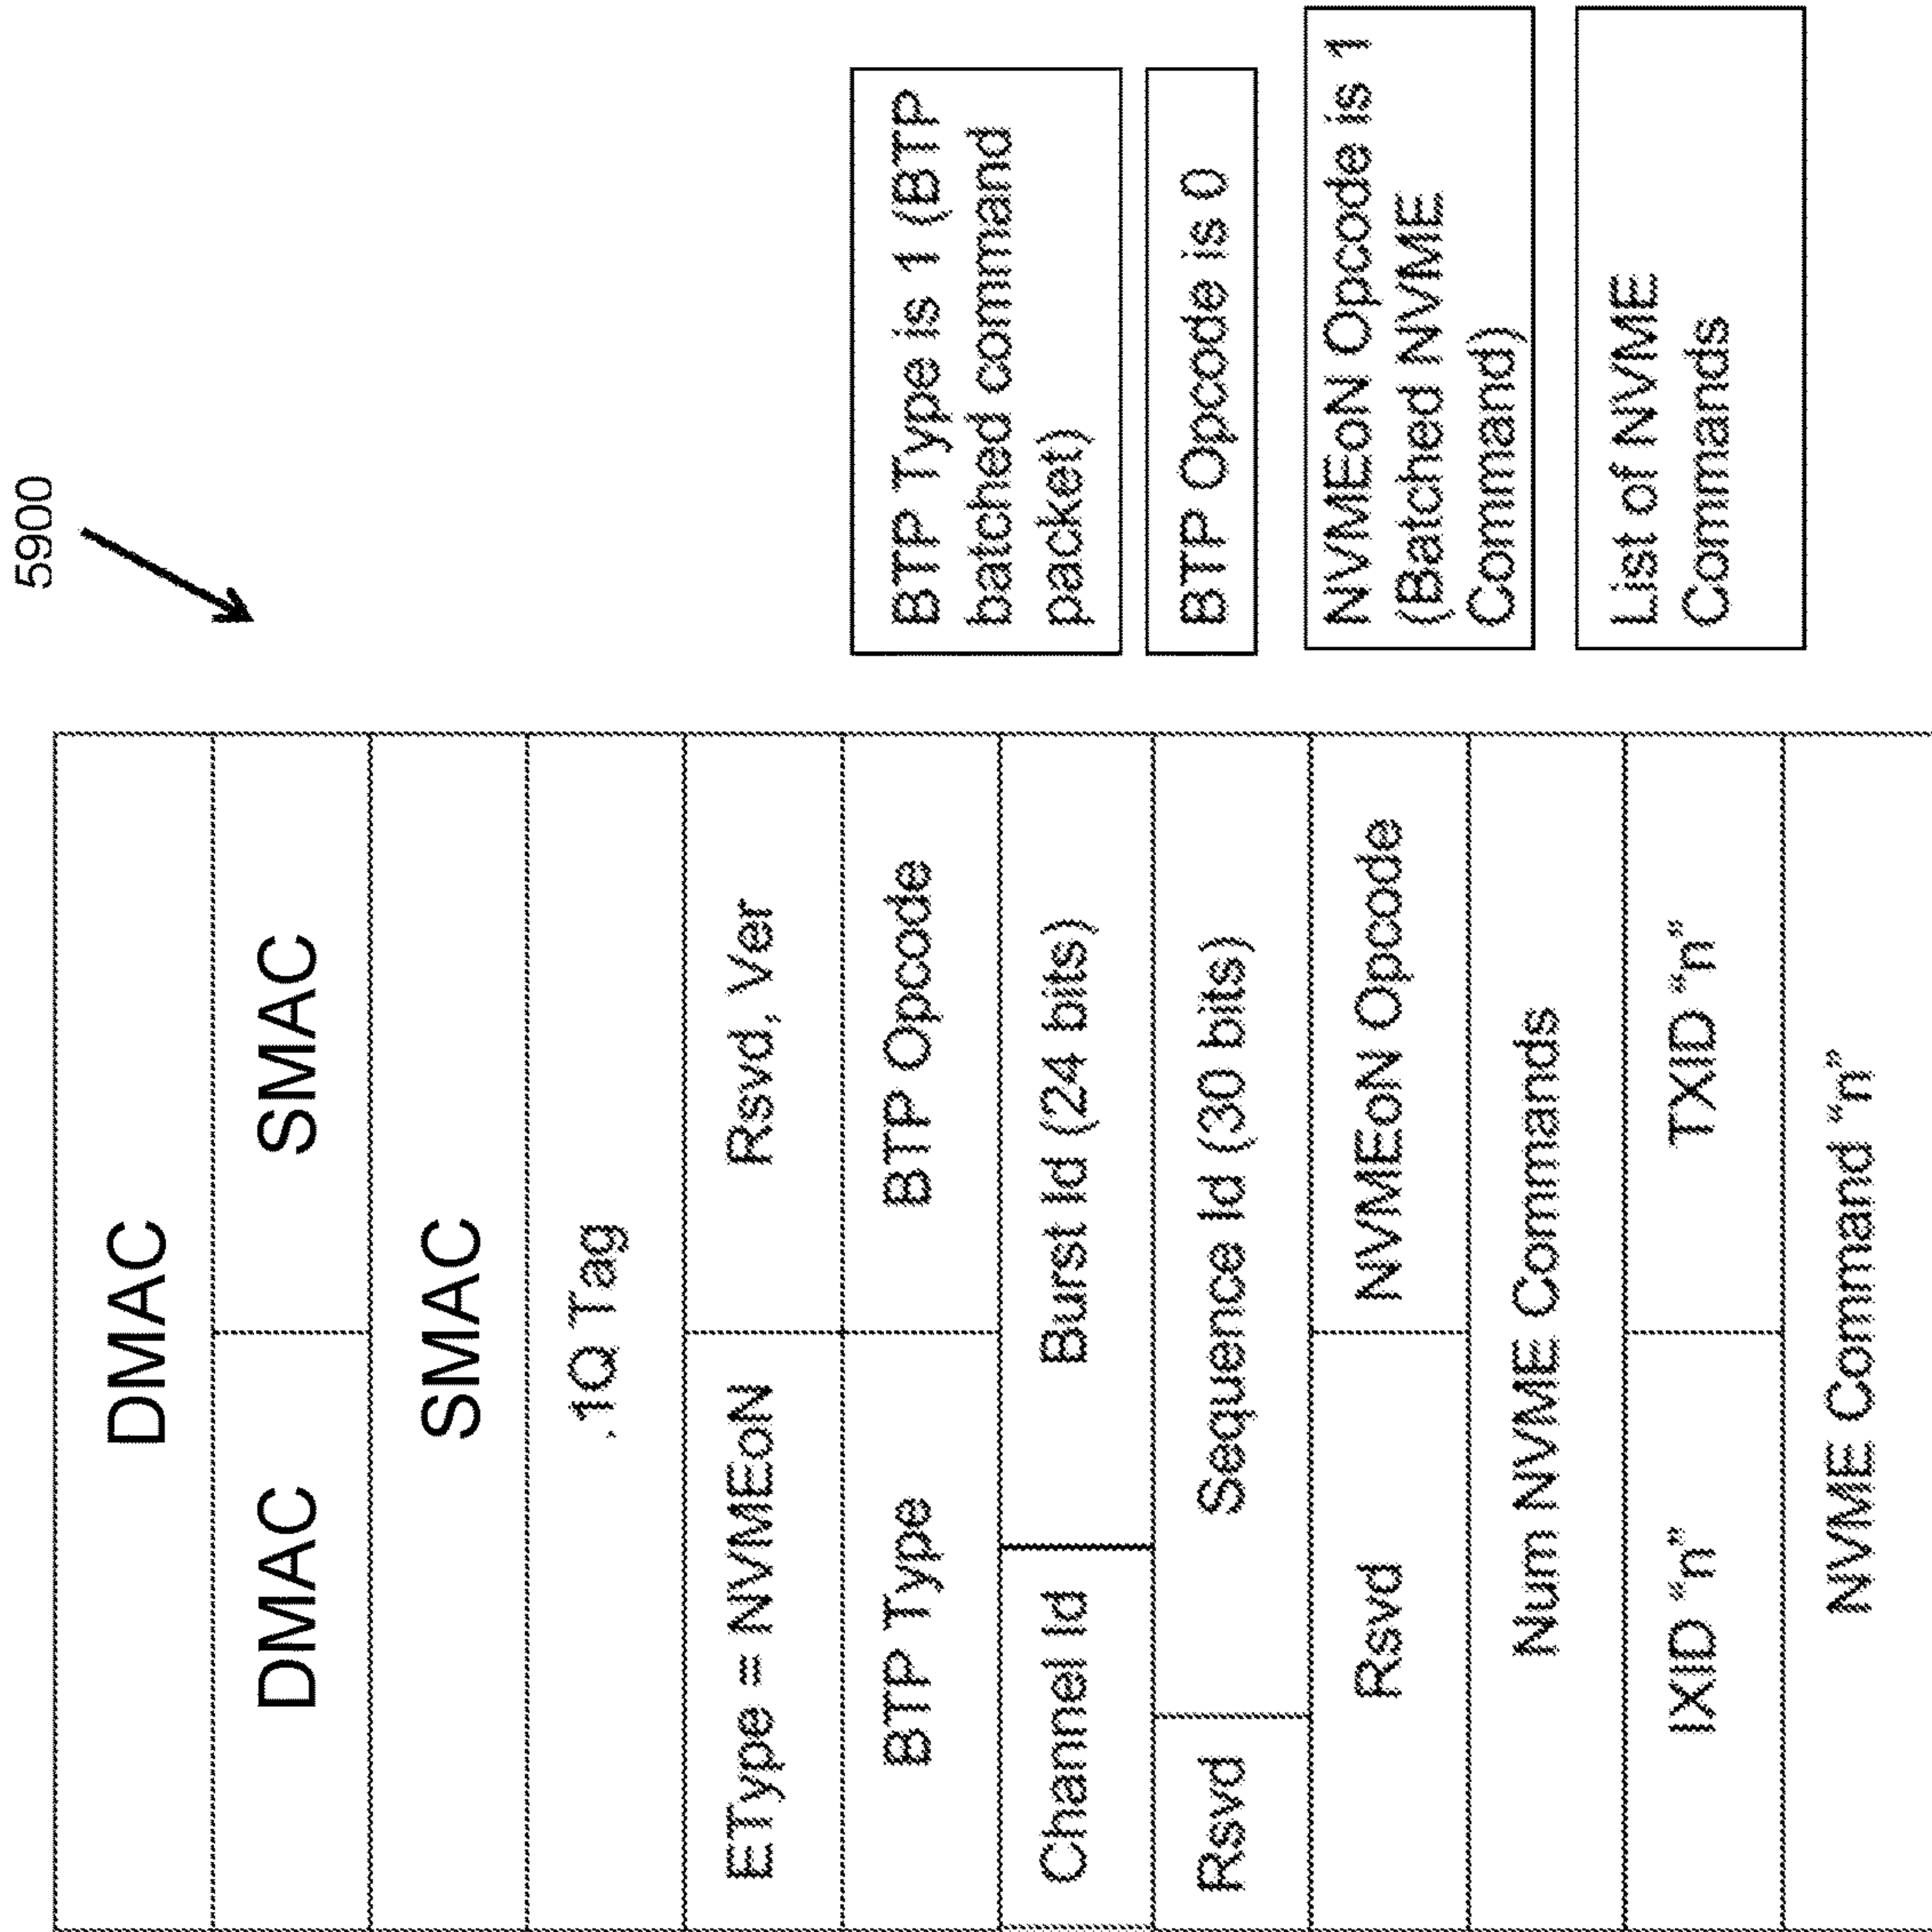 5900
DMAC
DMAC SMAC
SMAC
.1Q Tag
EType = NVMEoN Rsvd, Ver
BTP Type BTP Opcode
Channel Id Burst Id (24 bits)
Rsvd Sequence Id (30 bits)
Rsvd NVMEoN Opcode
Num NVME Commands
IXID “n” TXID “n”
NVME Command “n”
BTP Type is 1 (BTP
batched command
packet)
BTP Opcode is 0
NVMEoN Opcode is 1
(Batched NVME
Command)
List of NVME
Commands